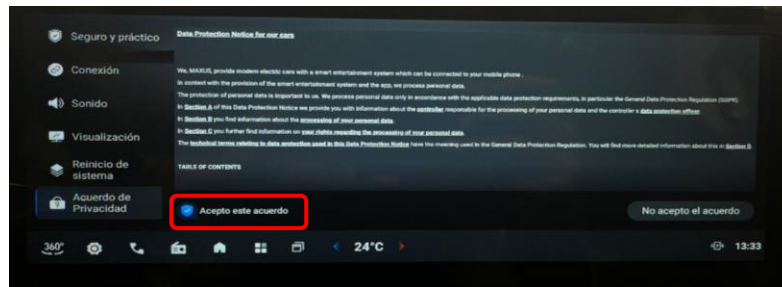 Seguro y práctico
Conexión
Sonido
Visualización
Reinicio de
sistema
Acuerdo de
Privacidad
Data Protection Notice for our cars
We, MAXUS, provide modern electric cars with a smart entertainment system which can be connected to your mobile phone .
In context with the provision of the smart entertainment system and the app, we process personal data.
The protection of personal data is important to us. We process personal data only in accordance with the applicable data protection requirements, in particular the General Data Protection Regulation (GDPR).
In Section A of this Data Protection Notice we provide you with information about the controller responsible for the processing of your personal data and the controller's data protection officer.
In Section B you find information about the processing of your personal data.
In Section C you further find information on your rights regarding the processing of your personal data.
The technical terms relating to data protection used in this Data Protection Notice have the meaning used in the General Data Protection Regulation. You will find more detailed information about this in Section D
TABLE OF CONTENTS
Acepto este acuerdo
No acepto el acuerdo
360°
24°C
13:33